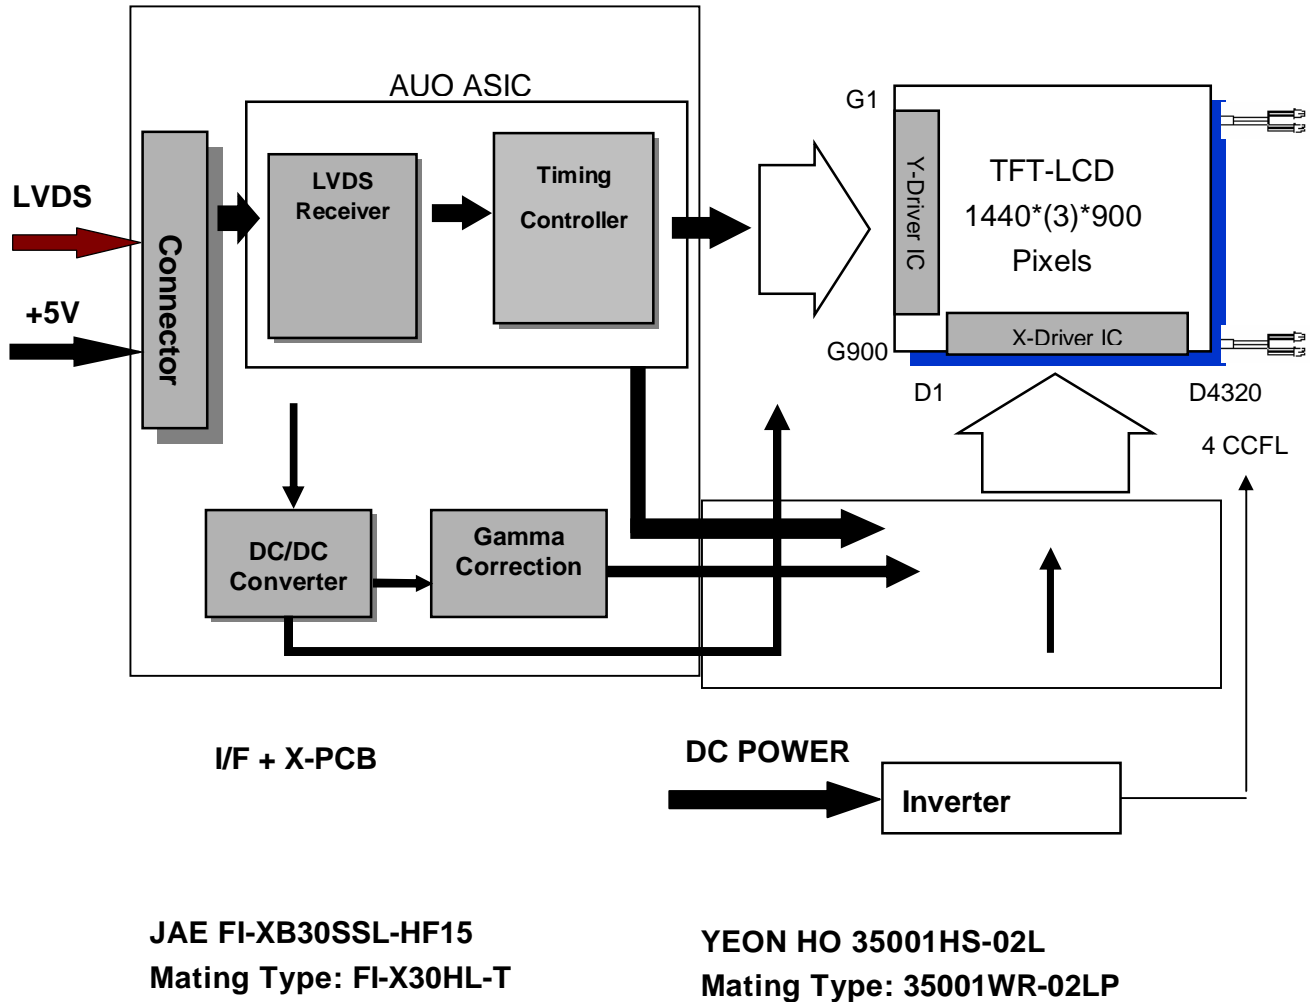 AUO ASIC
LVDS
+5V
Connector
LVDS
Receiver
Timing
Controller
G1
Y-Driver IC
TFT-LCD
1440*(3)*900
Pixels
X-Driver IC
G900
D1
D4320
4 CCFL
DC/DC
Converter
Gamma
Correction
I/F + X-PCB
DC POWER
Inverter
JAE FI-XB30SSL-HF15
Mating Type: FI-X30HL-T
YEON HO 35001HS-02L
Mating Type: 35001WR-02LP